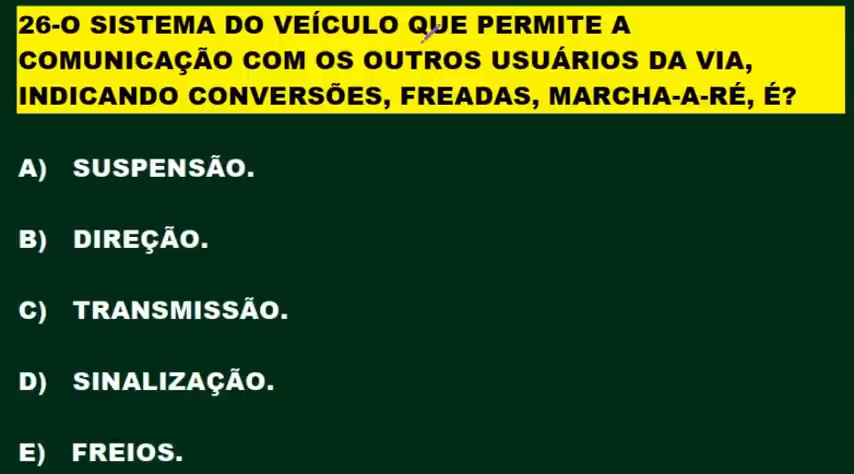 26-O SISTEMA DO VEÍCULO QUE PERMITE A
COMUNICAÇÃO COM OS OUTROS USUÁRIOS DA VIA,
INDICANDO CONVERSÕES, FREADAS, MARCHA-A-RÉ, É?
A) SUSPENSÃO.
B) DIREÇÃO.
C) TRANSMISSÃO.
D) SINALIZAÇÃO.
E) FREIOS.